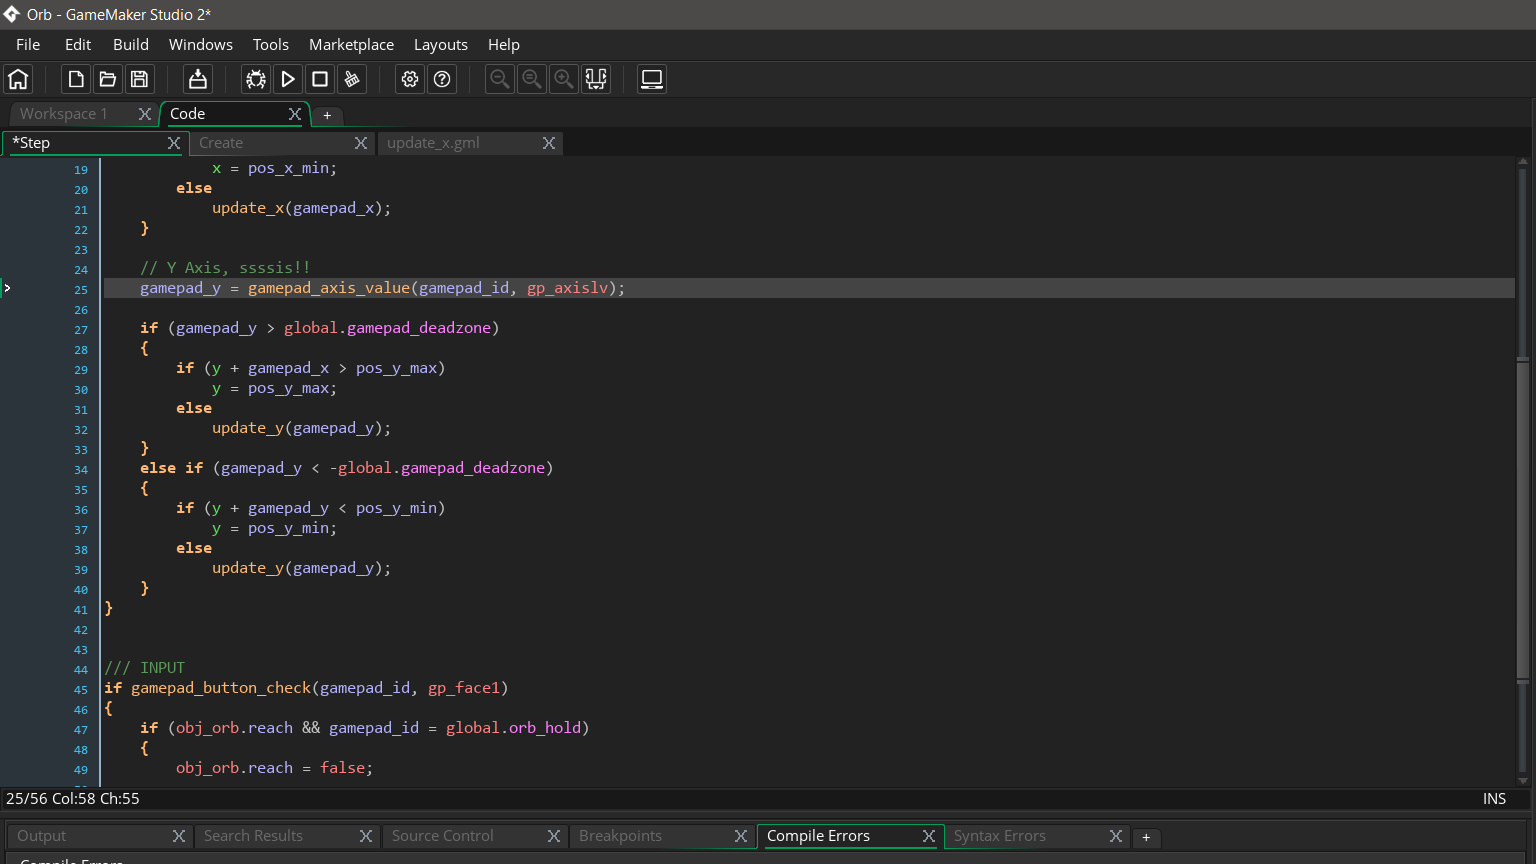 Orb - GameMaker Studio 2*
File Edit Build Windows Tools Marketplace Layouts Help
Workspace 1 Code +
*Step Create update_x.gml
19 x = pos_x_min;
20 else
21 update_x(gamepad_x);
22 }
23
24 // Y Axis, sssssis!!
25 gamepad_y = gamepad_axis_value(gamepad_id, gp_axislv);
26
27 if (gamepad_y > global.gamepad_deadzone)
28 {
29 if (y + gamepad_x > pos_y_max)
30 y = pos_y_max;
31 else
32 update_y(gamepad_y);
33 }
34 else if (gamepad_y < -global.gamepad_deadzone)
35 {
36 if (y + gamepad_y < pos_y_min)
37 y = pos_y_min;
38 else
39 update_y(gamepad_y);
40 }
41 }
42
43
44 /// INPUT
45 if gamepad_button_check(gamepad_id, gp_face1)
46 {
47 if (obj_orb.reach && gamepad_id = global.orb_hold)
48 {
49 obj_orb.reach = false;
25/56 Col:58 Ch:55 INS
Output Search Results Source Control Breakpoints Compile Errors Syntax Errors +
Compile Errors